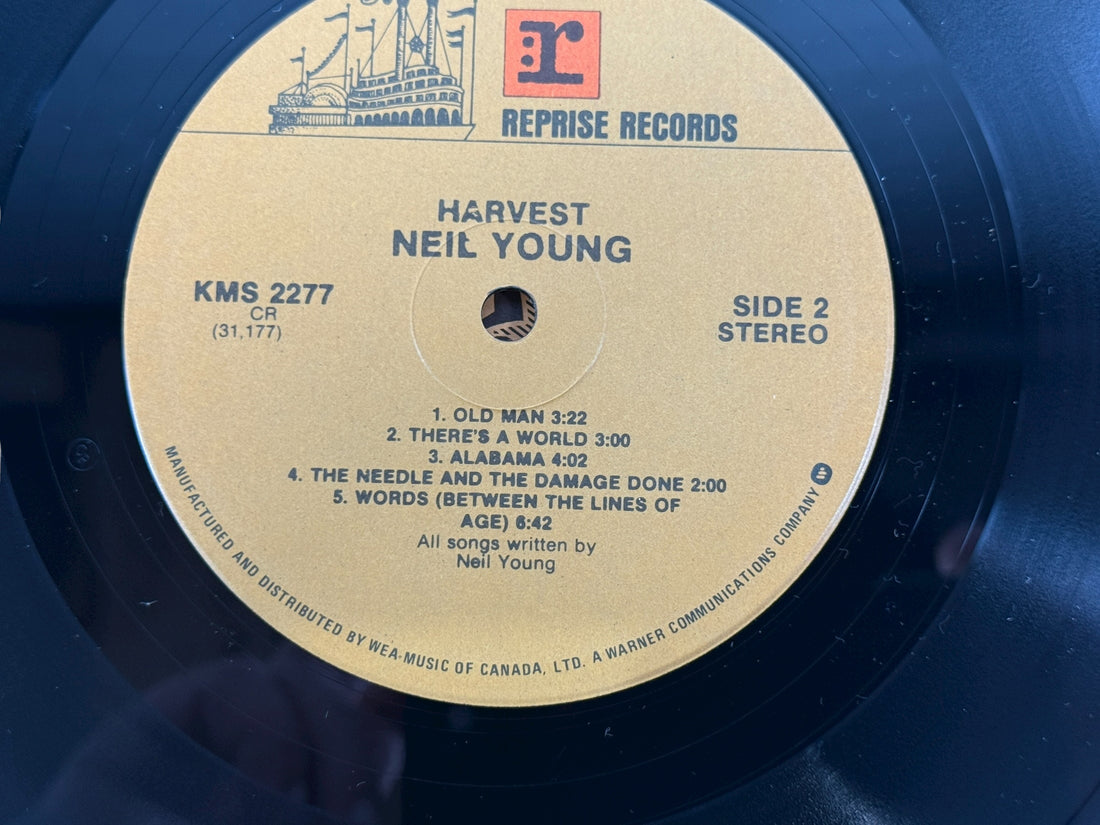 r
REPRISE RECORDS
HARVEST
NEIL YOUNG
KMS 2277
CR
(31,177)
SIDE 2
STEREO
1. OLD MAN 3:22
2. THERE'S A WORLD 3:00
3. ALABAMA 4:02
4. THE NEEDLE AND THE DAMAGE DONE 2:00
5. WORDS (BETWEEN THE LINES OF
AGE) 6:42
All songs written by
Neil Young
MANUFACTURED AND DISTRIBUTED BY WEA-MUSIC OF CANADA, LTD. A WARNER COMMUNICATIONS COMPANY